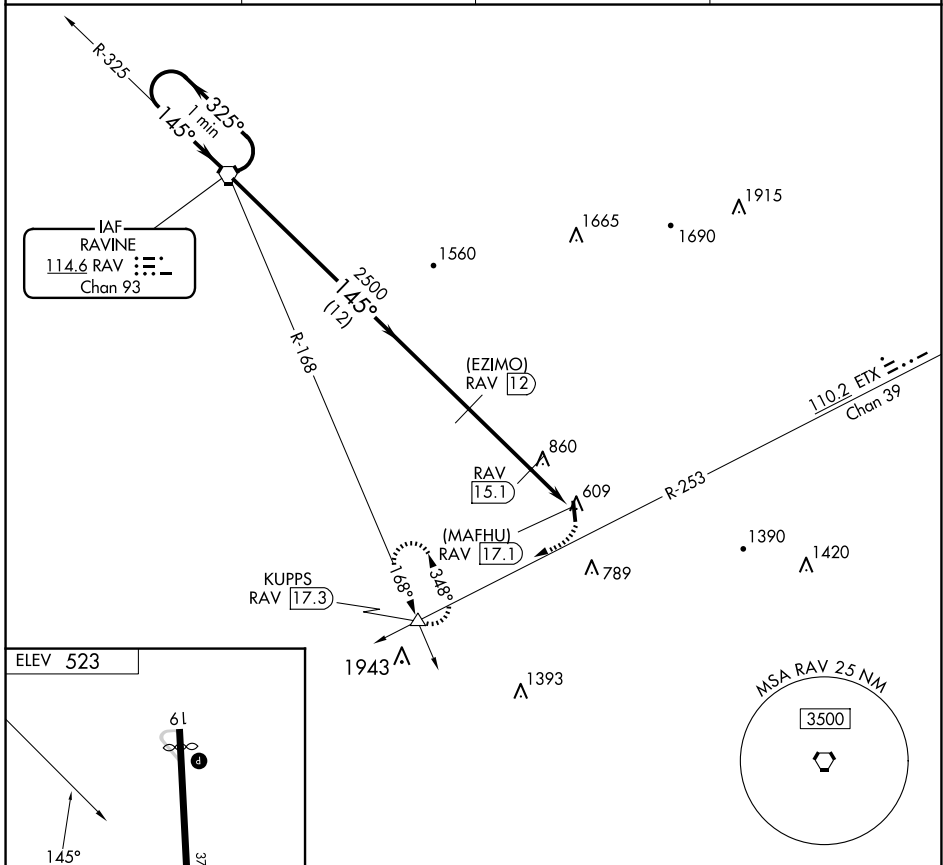 R-325
325°
1 min
145°
IAF
RAVINE
114.6 RAV
Chan 93
1915
1665
1690
1560
2500
145°
(12)
R-168
(EZIMO)
RAV 12
110.2 ETX
Chan 39
860
RAV
15.1
R-253
609
(MAFHU)
RAV 17.1
1390
1420
789
KUPPS
RAV 17.3
168°
348°
1943
1393
MSA RAV 25 NM
3500
ELEV 523
19
P
145°
37